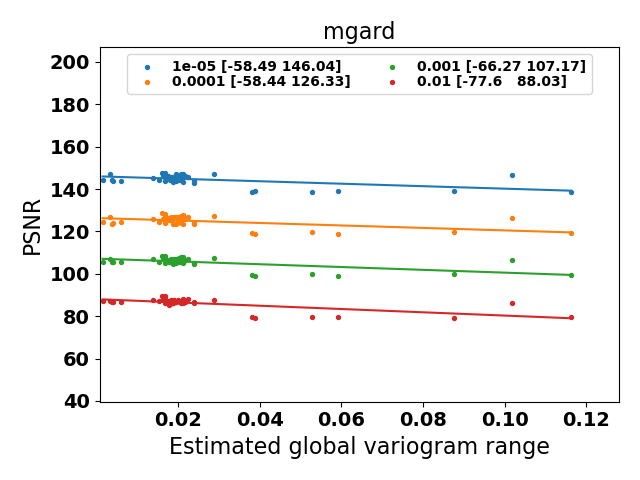 mgard
1e-05 [-58.49 146.04]
0.0001 [-58.44 126.33]
0.001 [-66.27 107.17]
0.01 [-77.6   88.03]
PSNR
200
180
160
140
120
100
80
60
40
0.02 0.04 0.06 0.08 0.10 0.12
Estimated global variogram range